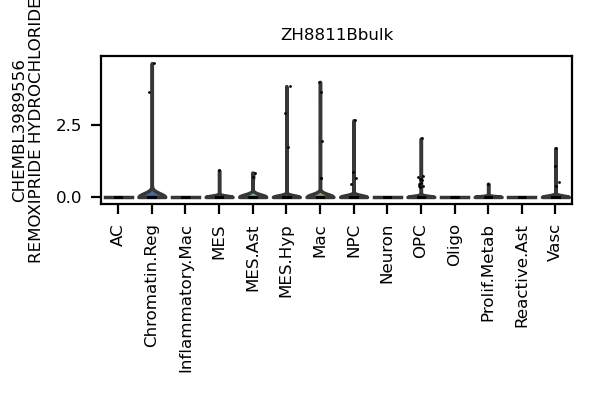 ZH8811Bbulk
CHEMBL3989556
REMOXIPRIDE HYDROCHLORIDE
2.5
0.0
AC
Chromatin.Reg
Inflammatory.Mac
MES
MES.Ast
MES.Hyp
Mac
NPC
Neuron
OPC
Oligo
Prolif.Metab
Reactive.Ast
Vasc